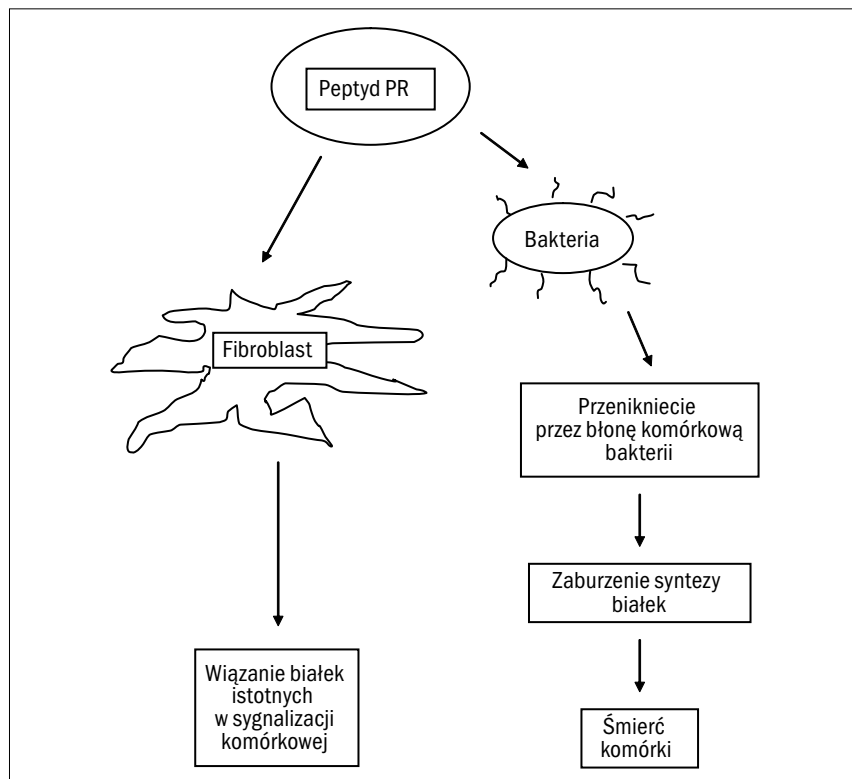 Peptyd PR
Bakteria
Fibroblast
Przenikniecie
przez błonę komórkową
bakterii
Zaburzenie syntezy
białek
Wiązanie białek
istotnych
w sygnalizacji
komórkowej
Śmierć
komórki